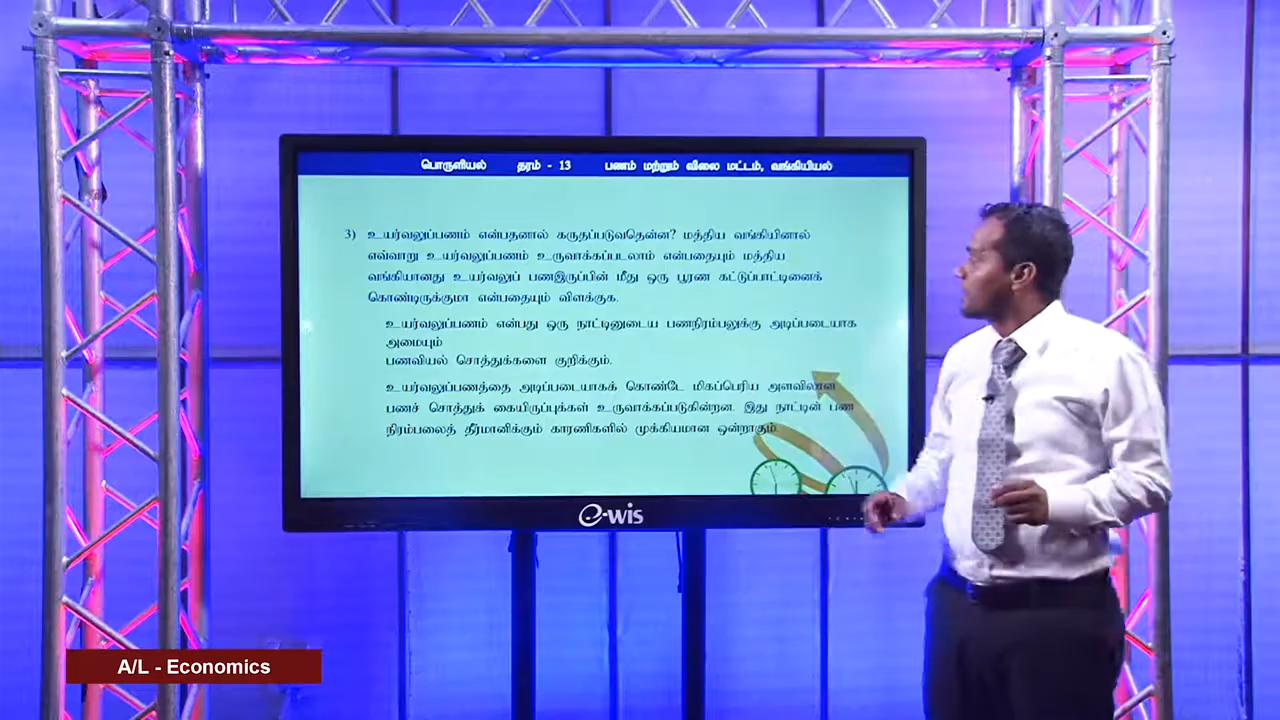 பொருளியல் தரம் - 13 பணம் மற்றும் விலை மட்டம், வங்கியியல்
3) உயர்வலுப்பணம் என்பதனால் கருதப்படுவதென்ன? மத்திய வங்கியினால்
எவ்வாறு உயர்வலுப்பணம் உருவாக்கப்படலாம் என்பதையும் மத்திய
வங்கியானது உயர்வலுப் பணஇருப்பின் மீது ஒரு பூரண கட்டுப்பாட்டினைக்
கொண்டிருக்குமா என்பதையும் விளக்குக.
உயர்வலுப்பணம் என்பது ஒரு நாட்டினுடைய பணநிரம்பலுக்கு அடிப்படையாக
அமையும்
பணவியல் சொத்துக்களை குறிக்கும்.
உயர்வலுப்பணத்தை அடிப்படையாகக் கொண்டே மிகப்பெரிய அளவிலான
பணச் சொத்துக் கையிருப்புக்கள் உருவாக்கப்படுகின்றன. இது நாட்டின் பண
நிரம்பலைத் தீர்மானிக்கும் காரணிகளில் முக்கியமான ஒன்றாகும்.
e-wis
A/L - Economics